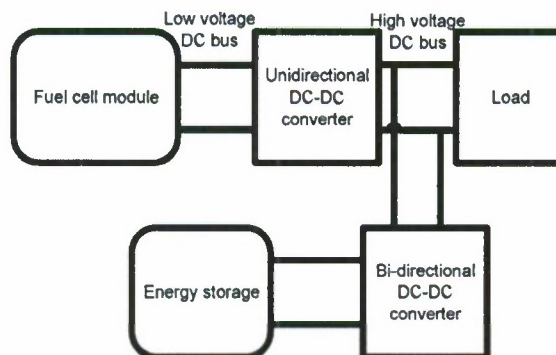 Low voltage
DC bus
High voltage
DC bus
Fuel cell module
Unidirectional
DC-DC
converter
Load
Energy storage
Bi-directional
DC-DC
converter